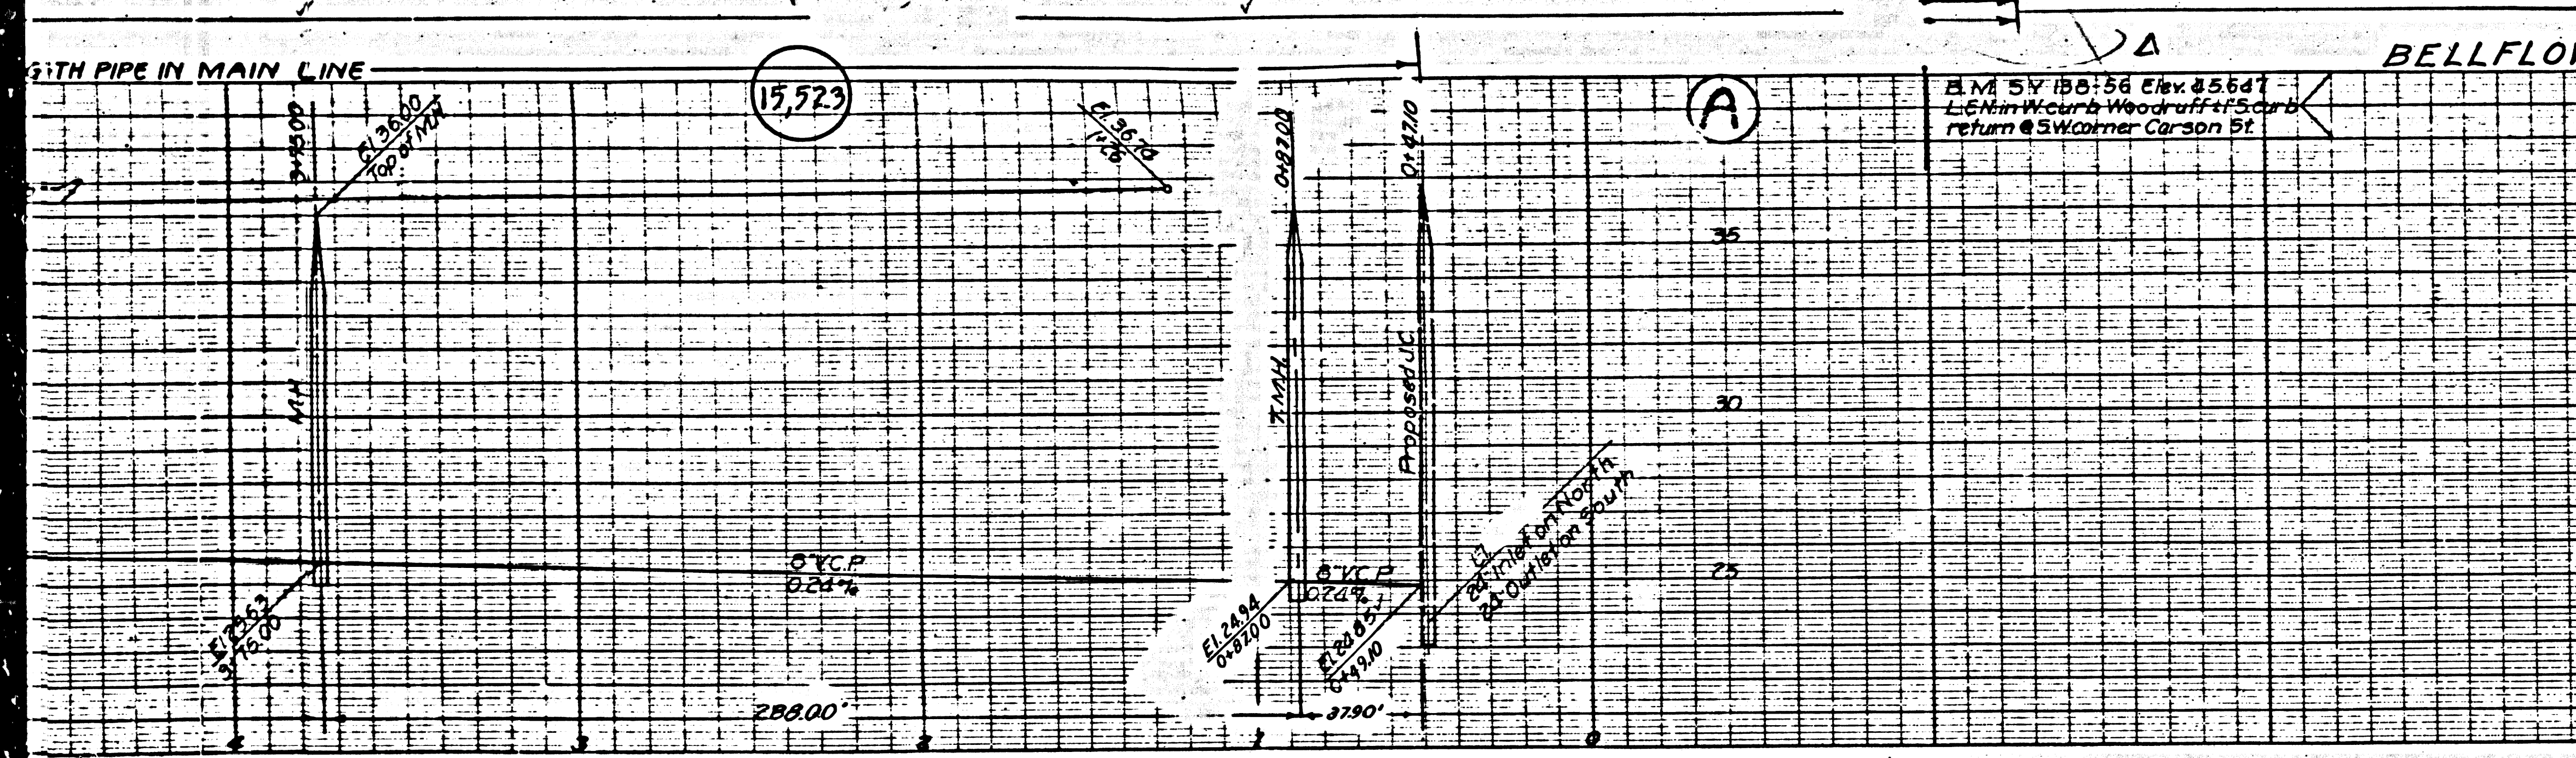 GTH PIPE IN MAIN LINE
15,523
BELLFLO
A
B.M. SY 138-56 Elev. 45.647
L.&N. in W. curb Woodruff 1' S. curb
return @ S.W. corner Carson St.
3+75.00
El. 36.00
Top of M.H.
El. 36.70
0+87.00
0+47.10
35
M.H.
T.M.H.
Proposed J.C.
30
24" Inlet on North
24" Outlet on South
8" V.C.P.
0.24%
8" V.C.P.
0.24%
25
El. 25.63
3+75.00
El. 24.94
0+87.00
El. 24.85
0+49.10
288.00'
37.90'
4
3
2
1
0